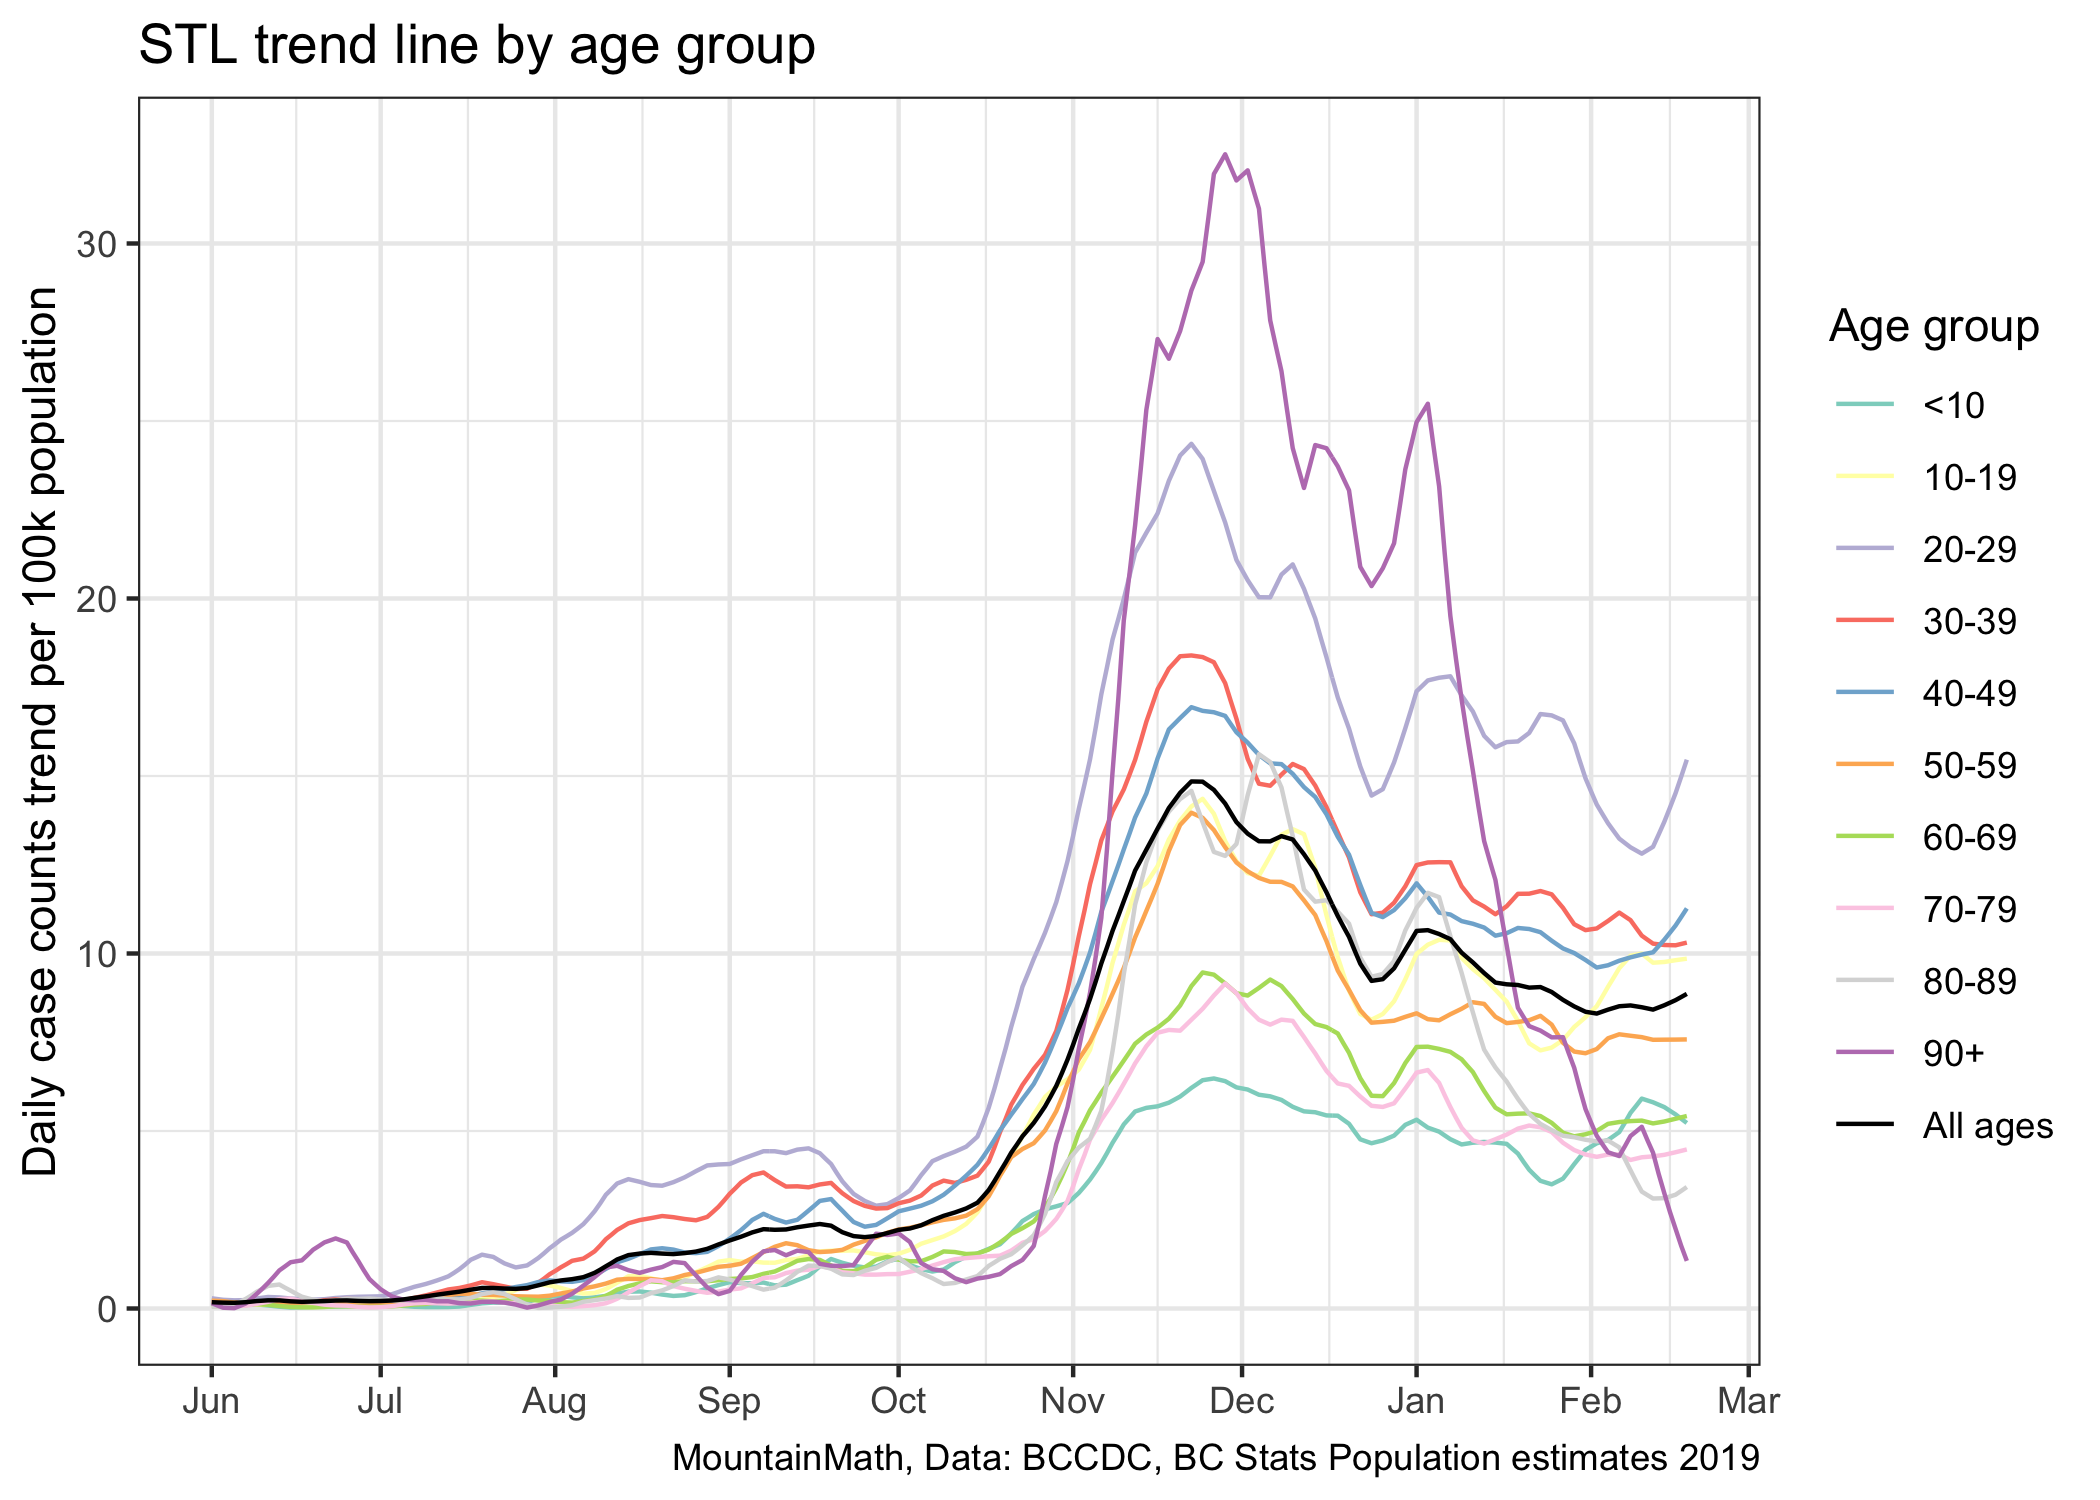 STL trend line by age group
Daily case counts trend per 100k population
30
20
10
0
Jun Jul Aug Sep Oct Nov Dec Jan Feb Mar
Age group
<10
10-19
20-29
30-39
40-49
50-59
60-69
70-79
80-89
90+
All ages
MountainMath, Data: BCCDC, BC Stats Population estimates 2019